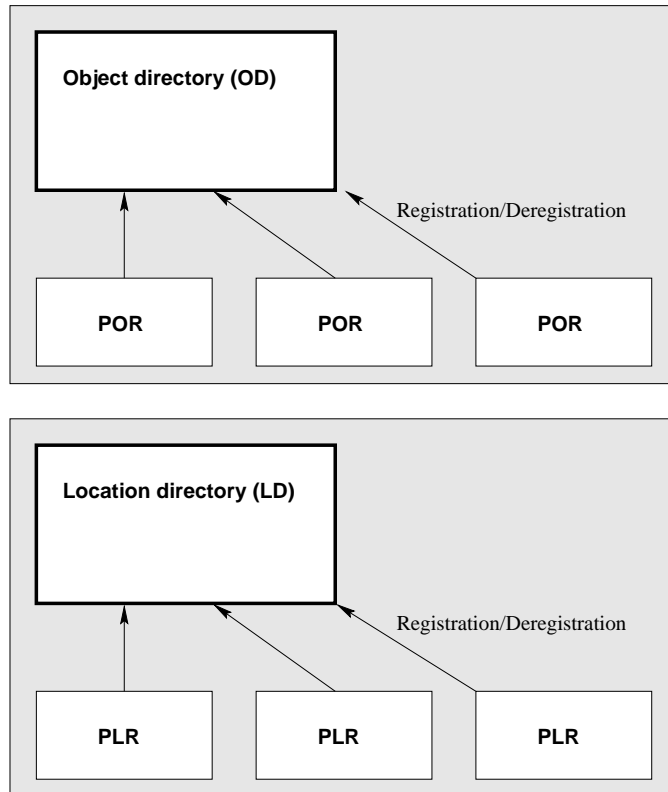 Object directory (OD)
Registration/Deregistration
POR
POR
POR
Location directory (LD)
Registration/Deregistration
PLR
PLR
PLR